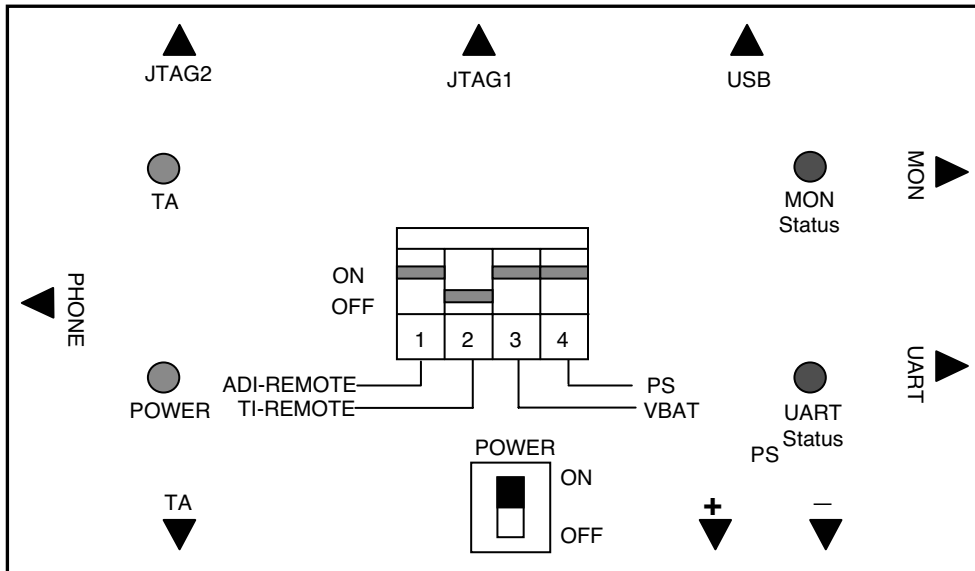 JTAG2
JTAG1
USB
TA
MON
Status
MON
PHONE
ON
OFF
1 2 3 4
ADI-REMOTE
TI-REMOTE
PS
VBAT
POWER
UART
Status
UART
PS
POWER
ON
OFF
TA
+ −